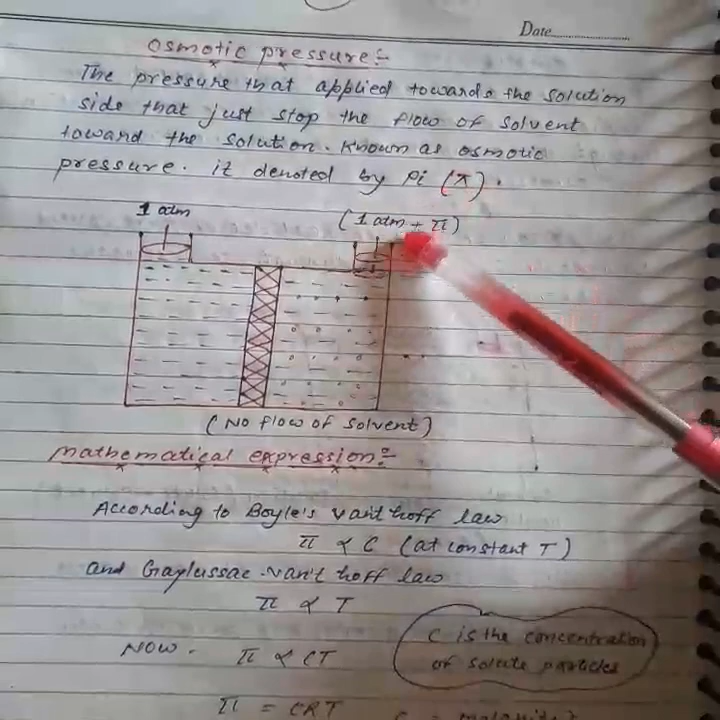 Date
Osmotic pressure:-
The pressure that applied towards the solution
side that just stop the flow of solvent
toward the solution. known as osmotic
pressure. it denoted by Pi (π).
1 atm
(1 atm + π)
(No flow of solvent)
Mathematical expression:-
According to Boyle's van't hoff law
π ∝ C (at constant T)
and Gaylussac-van't hoff law
π ∝ T
C is the concentration
of solute particles
NOW. π ∝ CT
π = CRT